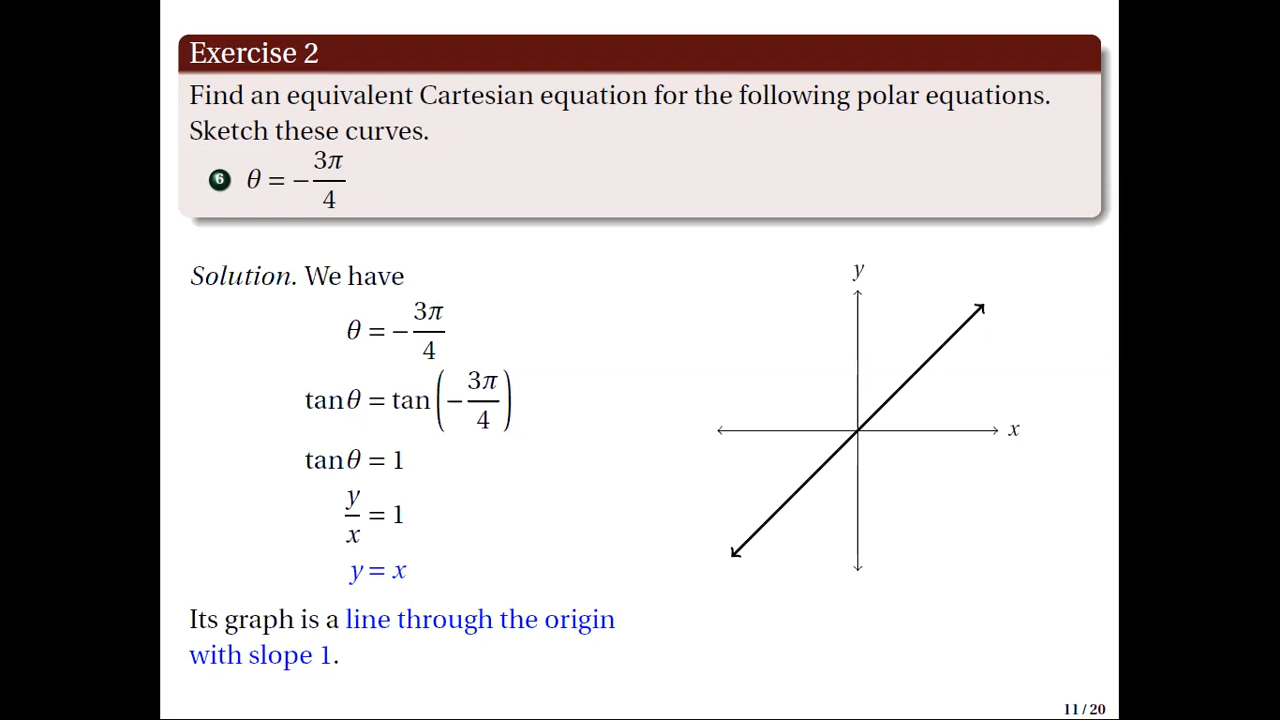 Exercise 2
Find an equivalent Cartesian equation for the following polar equations.
Sketch these curves.
6 θ = −3π/4
Solution. We have
θ = −3π/4
tan θ = tan(−3π/4)
tan θ = 1
y/x = 1
y = x
Its graph is a line through the origin
with slope 1.
y
x
11 / 20